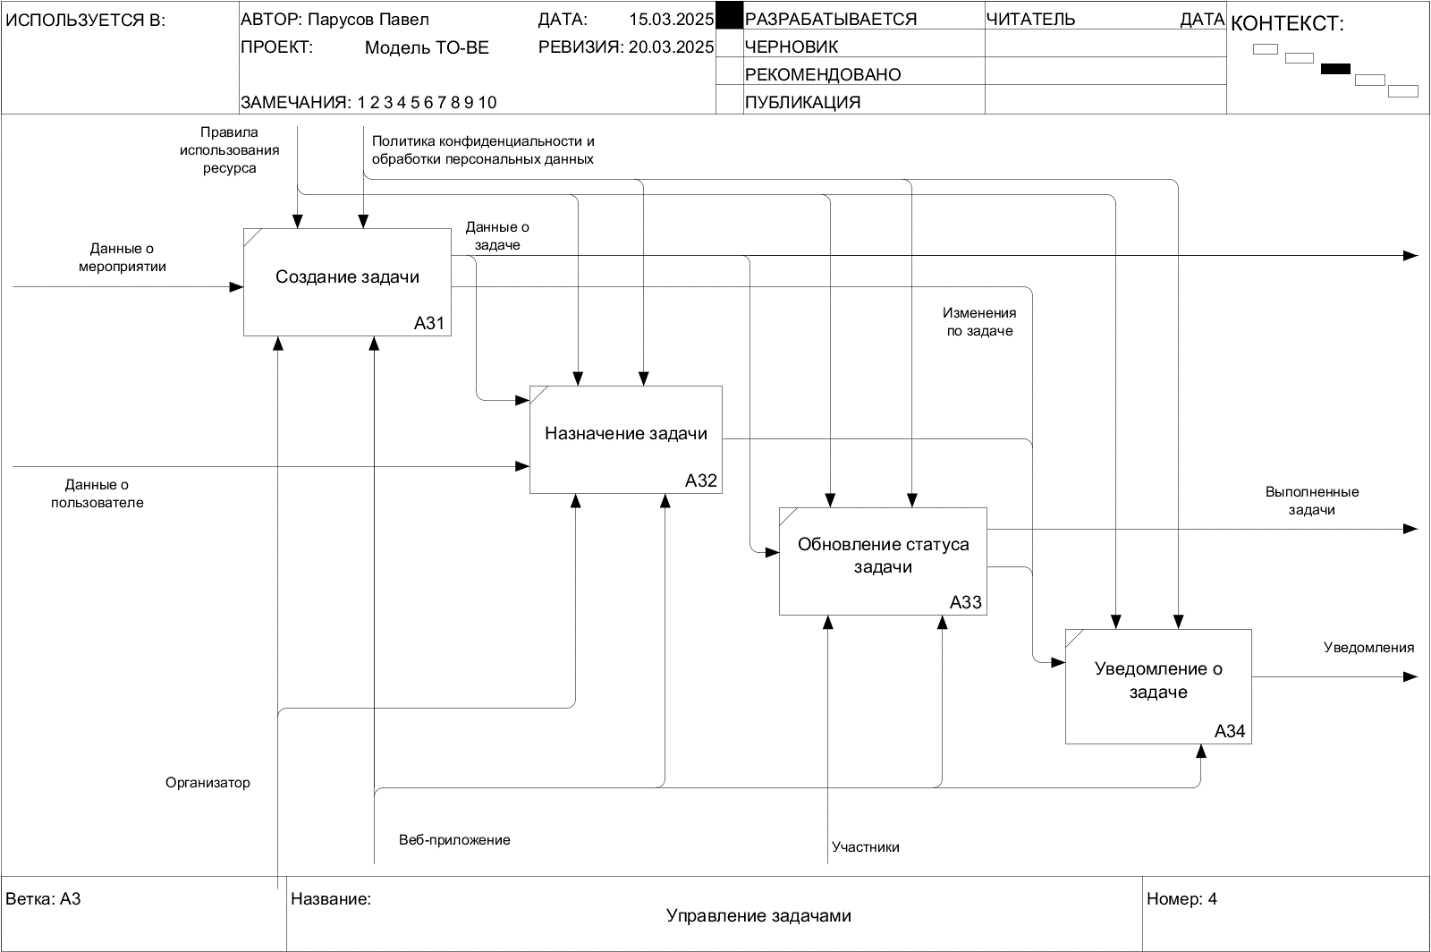 ИСПОЛЬЗУЕТСЯ В:
АВТОР: Парусов Павел
ДАТА: 15.03.2025
ПРОЕКТ: Модель TO-BE
РЕВИЗИЯ: 20.03.2025
ЗАМЕЧАНИЯ: 1 2 3 4 5 6 7 8 9 10
РАЗРАБАТЫВАЕТСЯ
ЧЕРНОВИК
РЕКОМЕНДОВАНО
ПУБЛИКАЦИЯ
ЧИТАТЕЛЬ
ДАТА
КОНТЕКСТ:
Правила
использования
ресурса
Политика конфиденциальности и
обработки персональных данных
Данные о
мероприятии
Создание задачи
A31
Данные о
задаче
Изменения
по задаче
Назначение задачи
A32
Данные о
пользователе
Выполненные
задачи
Обновление статуса
задачи
A33
Уведомления
Уведомление о
задаче
A34
Организатор
Веб-приложение
Участники
Ветка: A3
Название:
Управление задачами
Номер: 4